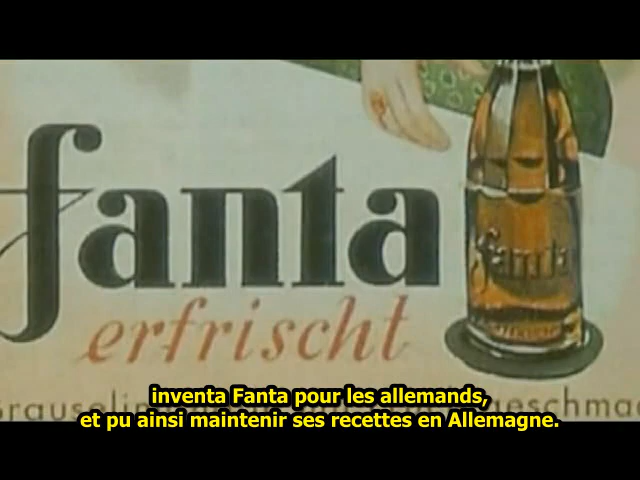 fanta
erfrischt
fanta
inventa Fanta pour les allemands,
et pu ainsi maintenir ses recettes en Allemagne.